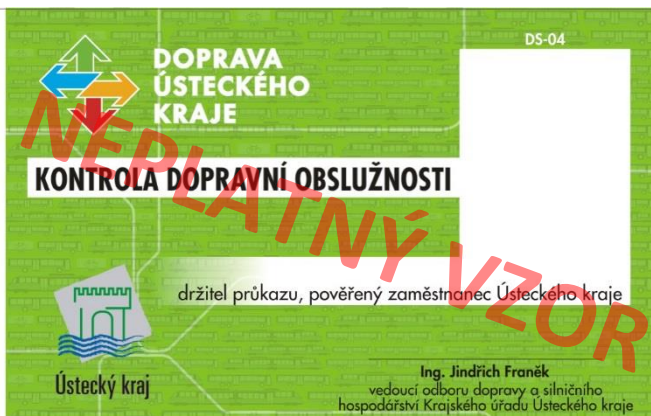 DS-04
DOPRAVA
ÚSTECKÉHO
KRAJE
KONTROLA DOPRAVNÍ OBSLUŽNOSTI
NEPLATNÝ VZOR
držitel průkazu, pověřený zaměstnanec Ústeckého kraje
Ústecký kraj
Ing. Jindřich Franěk
vedoucí odboru dopravy a silničního
hospodářství Krajského úřadu Ústeckého kraje